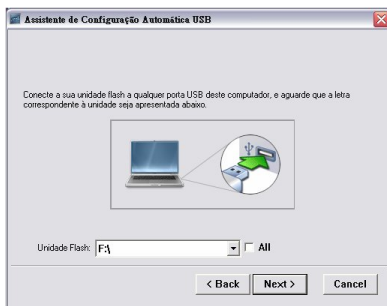 Assistente de Configuração Automática USB
Conecte a sua unidade flash a qualquer porta USB deste computador, e aguarde que a letra
correspondente à unidade seja apresentada abaixo.
Unidade Flash: F:\ All
< Back Next > Cancel